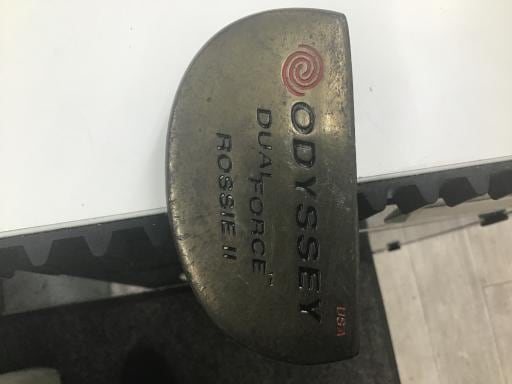 ODYSSEY
DUAL FORCE™
ROSSIE II
USA